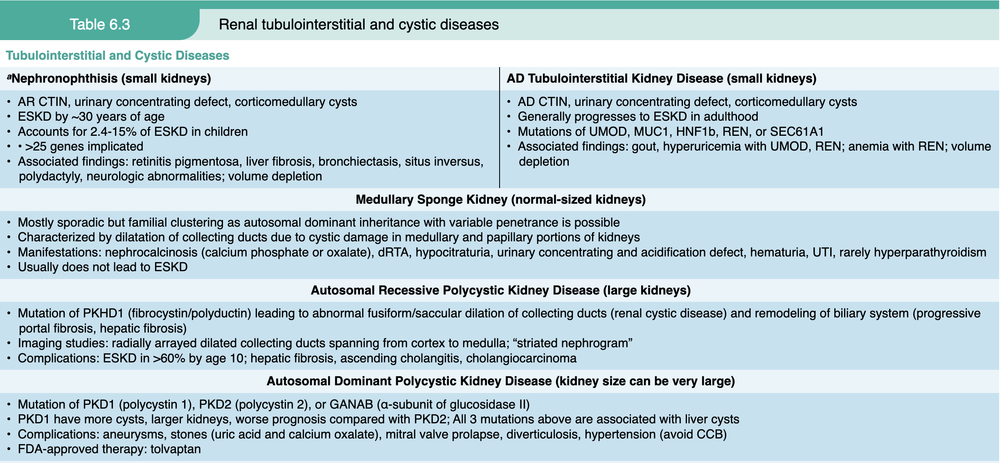 Table 6.3
Renal tubulointerstitial and cystic diseases
Tubulointerstitial and Cystic Diseases
aNephronophthisis (small kidneys)
• AR CTIN, urinary concentrating defect, corticomedullary cysts
• ESKD by ~30 years of age
• Accounts for 2.4-15% of ESKD in children
• • >25 genes implicated
• Associated findings: retinitis pigmentosa, liver fibrosis, bronchiectasis, situs inversus,
polydactyly, neurologic abnormalities; volume depletion
AD Tubulointerstitial Kidney Disease (small kidneys)
• AD CTIN, urinary concentrating defect, corticomedullary cysts
• Generally progresses to ESKD in adulthood
• Mutations of UMOD, MUC1, HNF1b, REN, or SEC61A1
• Associated findings: gout, hyperuricemia with UMOD, REN; anemia with REN; volume
depletion
Medullary Sponge Kidney (normal-sized kidneys)
• Mostly sporadic but familial clustering as autosomal dominant inheritance with variable penetrance is possible
• Characterized by dilatation of collecting ducts due to cystic damage in medullary and papillary portions of kidneys
• Manifestations: nephrocalcinosis (calcium phosphate or oxalate), dRTA, hypocitraturia, urinary concentrating and acidification defect, hematuria, UTI, rarely hyperparathyroidism
• Usually does not lead to ESKD
Autosomal Recessive Polycystic Kidney Disease (large kidneys)
• Mutation of PKHD1 (fibrocystin/polyductin) leading to abnormal fusiform/saccular dilation of collecting ducts (renal cystic disease) and remodeling of biliary system (progressive
portal fibrosis, hepatic fibrosis)
• Imaging studies: radially arrayed dilated collecting ducts spanning from cortex to medulla; “striated nephrogram”
• Complications: ESKD in >60% by age 10; hepatic fibrosis, ascending cholangitis, cholangiocarcinoma
Autosomal Dominant Polycystic Kidney Disease (kidney size can be very large)
• Mutation of PKD1 (polycystin 1), PKD2 (polycystin 2), or GANAB (α-subunit of glucosidase II)
• PKD1 have more cysts, larger kidneys, worse prognosis compared with PKD2; All 3 mutations above are associated with liver cysts
• Complications: aneurysms, stones (uric acid and calcium oxalate), mitral valve prolapse, diverticulosis, hypertension (avoid CCB)
• FDA-approved therapy: tolvaptan